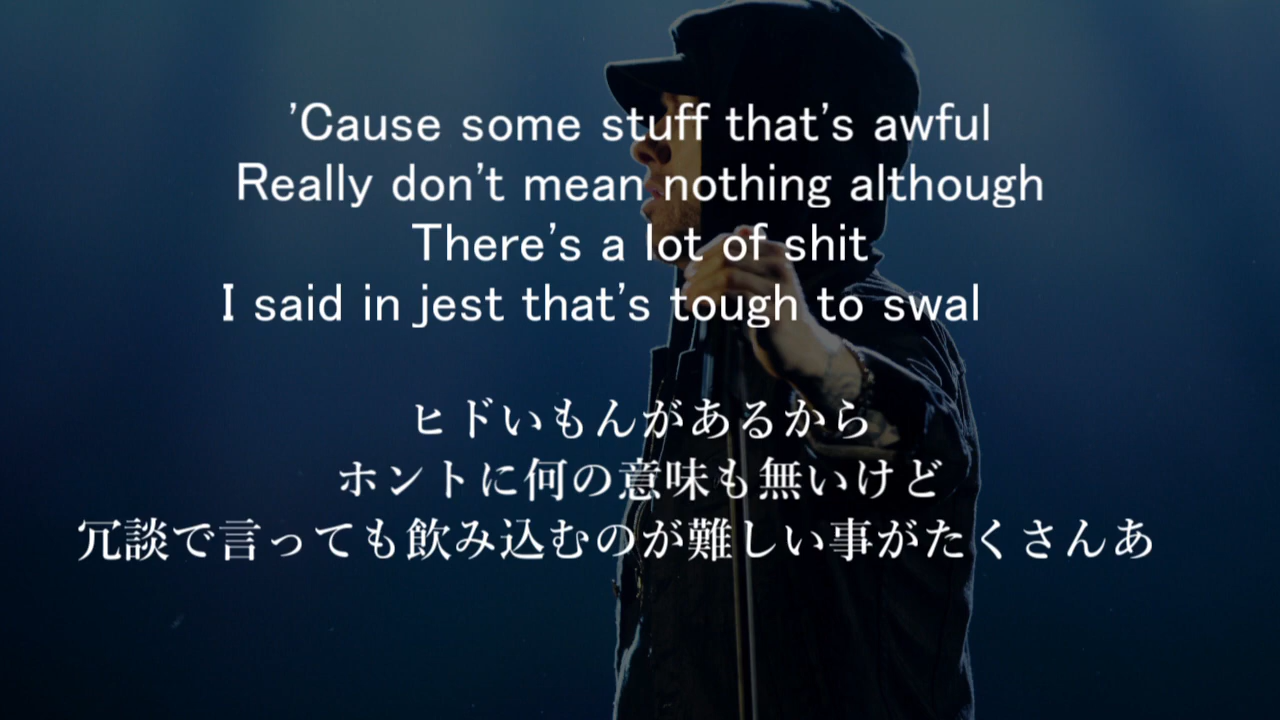 ’Cause some stuff that’s awful
Really don’t mean nothing although
There’s a lot of shit
I said in jest that’s tough to swal
ヒドいもんがあるから
ホントに何の意味も無いけど
冗談で言っても飲み込むのが難しい事がたくさんあ